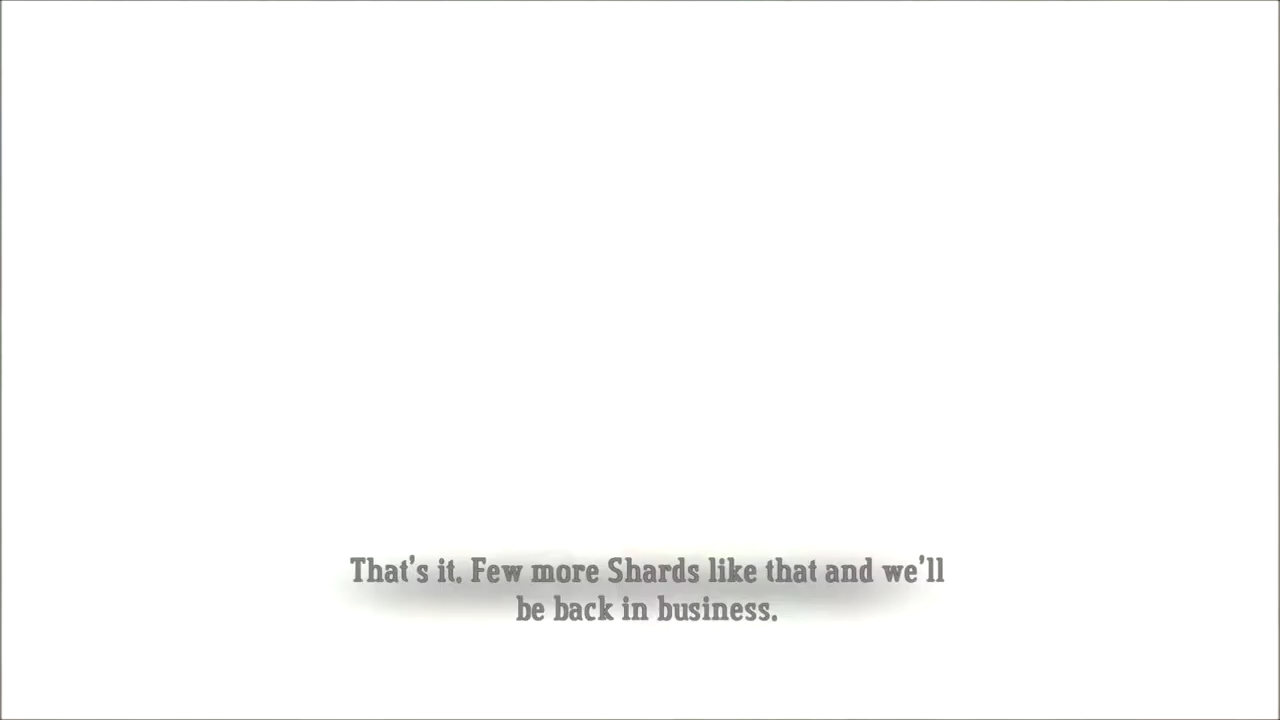 That's it. Few more Shards like that and we'll
be back in business.